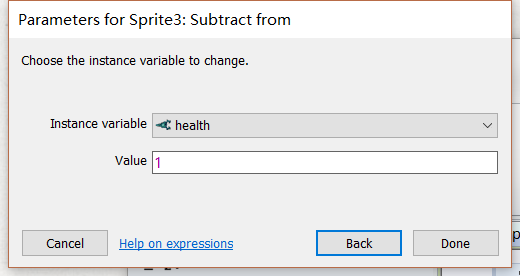 Parameters for Sprite3: Subtract from
Choose the instance variable to change.
Instance variable health
Value 1
Cancel Help on expressions Back Done